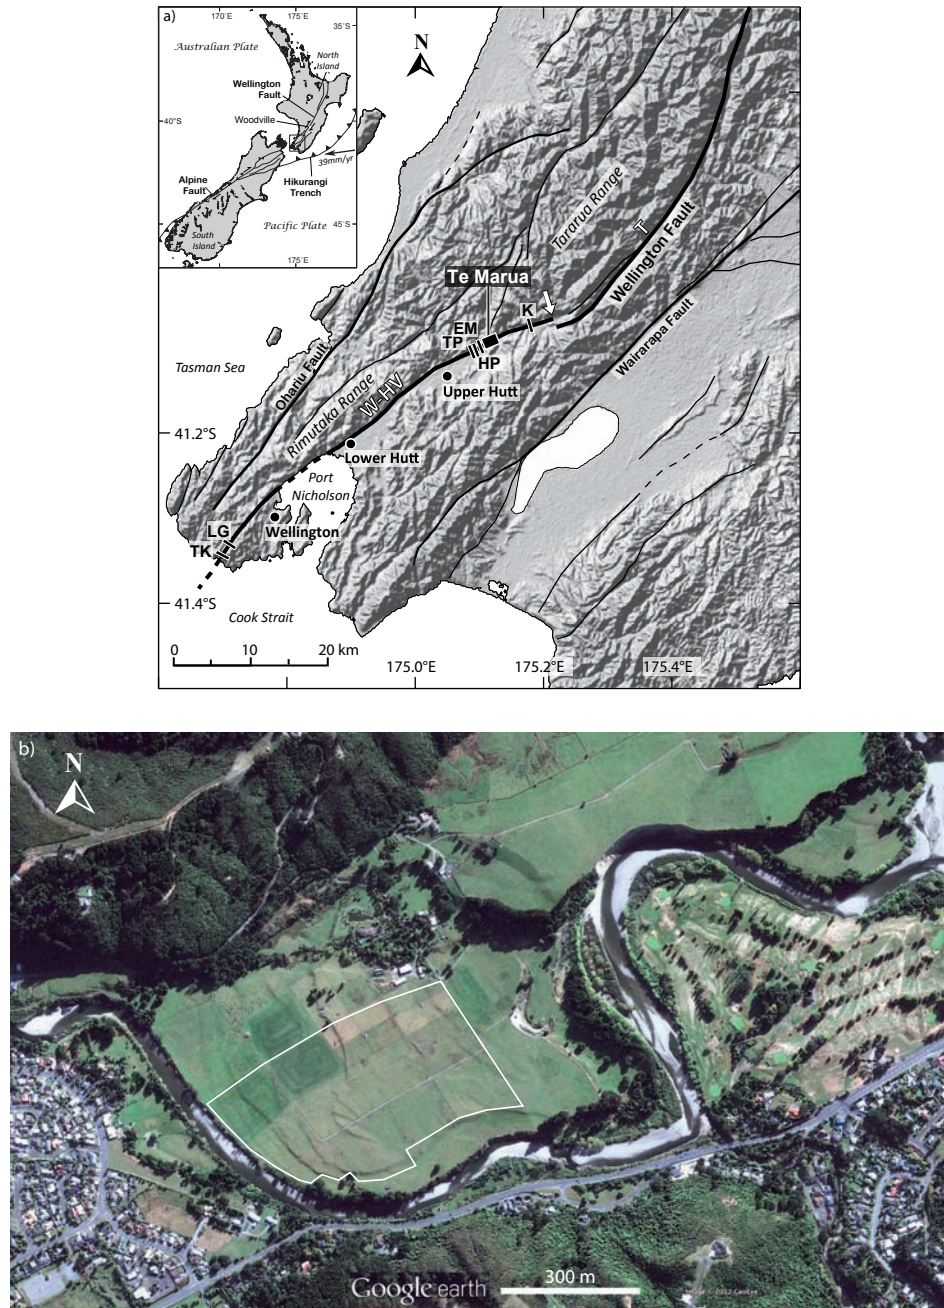 a)
170°E
175°E
35°S
Australian Plate
North
Island
Wellington
Fault
Woodville
40°S
39mm/yr
Alpine
Fault
Hikurangi
Trench
Pacific Plate
45°S
South
Island
175°E
N
Tararua Range
T
Wellington Fault
Te Marua
K
EM
TP
HP
Wairarapa Fault
Ohariu Fault
Tasman Sea
Rimutaka Range
W-HV
Upper Hutt
41.2°S
Lower Hutt
Port
Nicholson
Wellington
LG
TK
41.4°S
Cook Strait
0
10
20 km
175.0°E
175.2°E
175.4°E
b)
N
Google earth
300 m